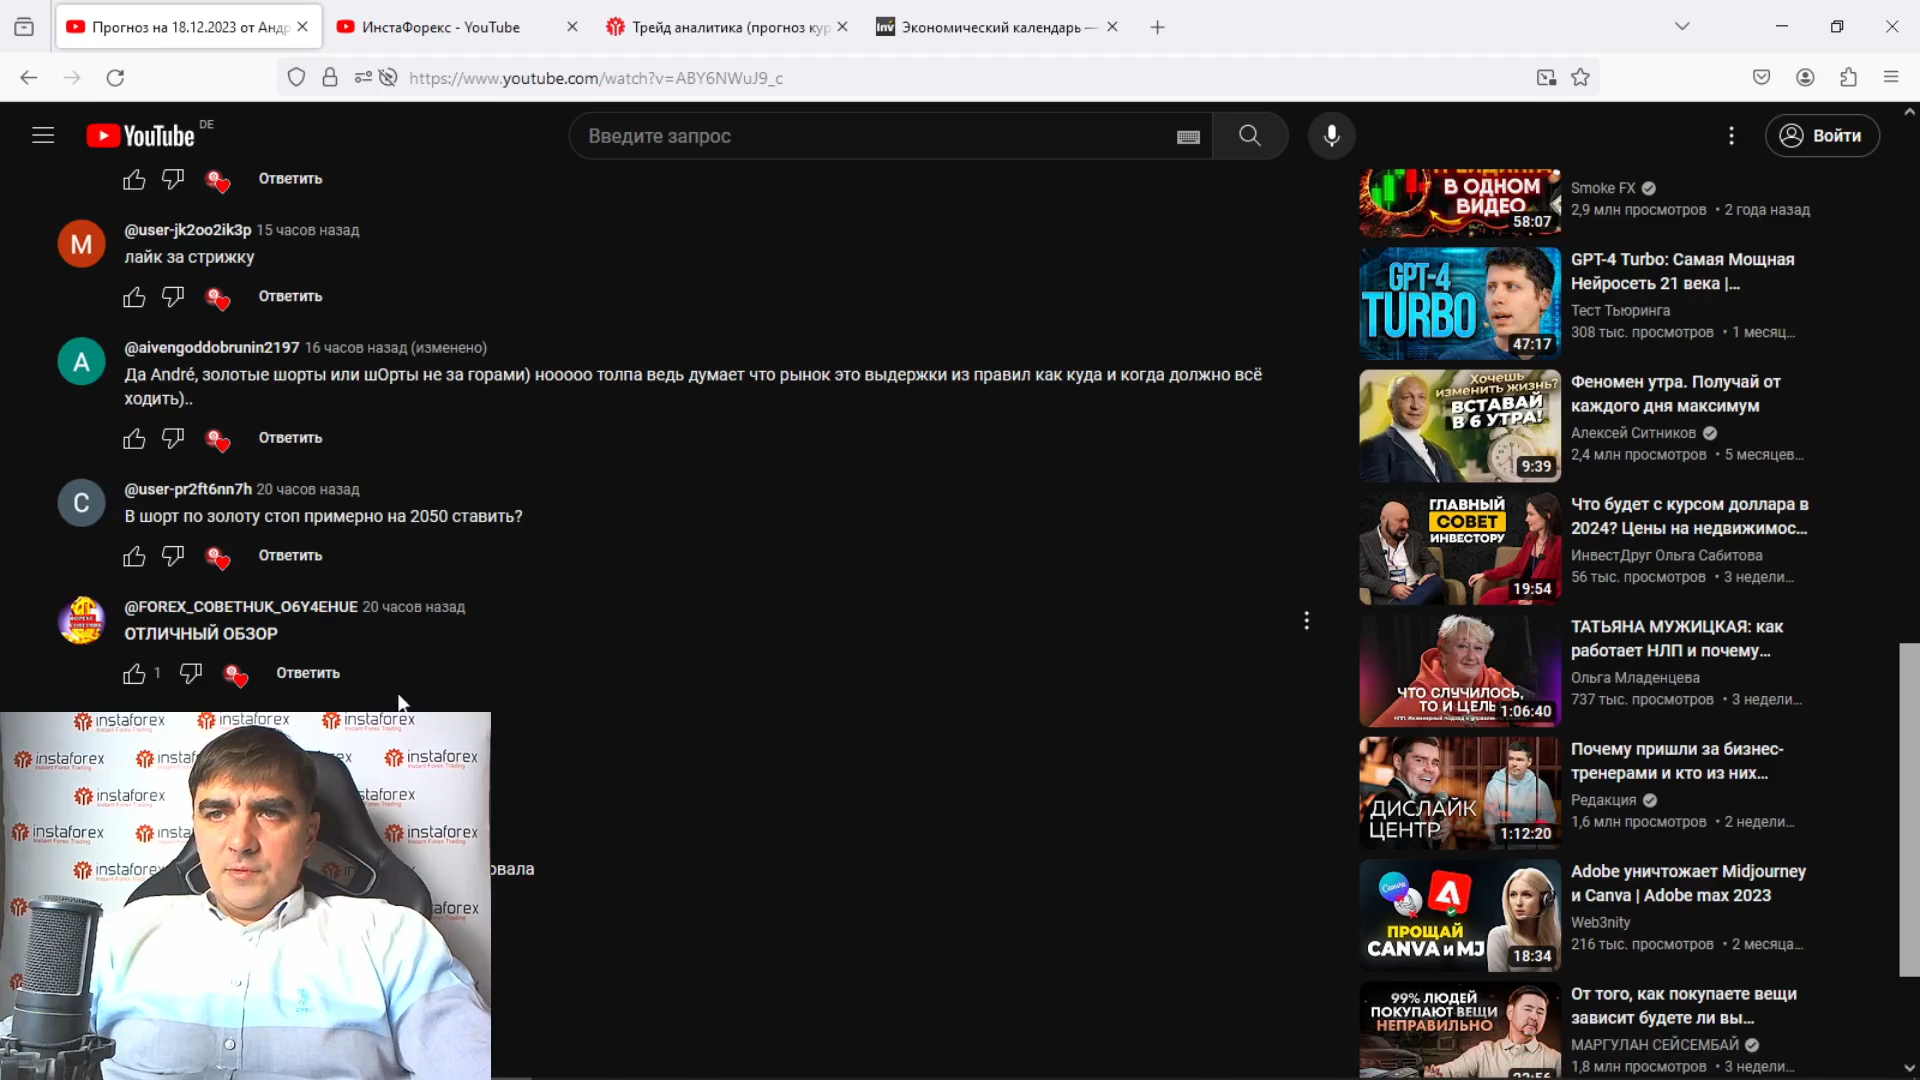 Прогноз на 18.12.2023 от Андр
ИнстаФорекс - YouTube
Трейд аналитика (прогноз кур
Inv
Экономический календарь —
https://www.youtube.com/watch?v=ABY6NWuJ9_c
YouTube
DE
Введите запрос
Войти
Ответить
M
@user-jk2oo2ik3p 15 часов назад
лайк за стрижку
Ответить
A
@aivengoddobrunin2197 16 часов назад (изменено)
Да André, золотые шорты или шОрты не за горами) нооооо толпа ведь думает что рынок это выдержки из правил как куда и когда должно всё
ходить)..
Ответить
C
@user-pr2ft6nn7h 20 часов назад
В шорт по золоту стоп примерно на 2050 ставить?
Ответить
@FOREX_COBETHUK_O6Y4EHUE 20 часов назад
ОТЛИЧНЫЙ ОБЗОР
1
Ответить
овала
instaforex
Instant Forex Trading
В ОДНОМ
ВИДЕО
58:07
Smoke FX
2,9 млн просмотров • 2 года назад
GPT-4
TURBO
47:17
GPT-4 Turbo: Самая Мощная
Нейросеть 21 века |...
Тест Тьюринга
308 тыс. просмотров • 1 месяц...
Хочешь
изменить жизнь?
ВСТАВАЙ
В 6 УТРА!
9:39
Феномен утра. Получай от
каждого дня максимум
Алексей Ситников
2,4 млн просмотров • 5 месяцев...
ГЛАВНЫЙ
СОВЕТ
ИНВЕСТОРУ
19:54
Что будет с курсом доллара в
2024? Цены на недвижимос...
ИнвестДруг Ольга Сабитова
56 тыс. просмотров • 3 недели...
ЧТО СЛУЧИЛОСЬ,
ТО И ЦЕЛЬ
1:06:40
ТАТЬЯНА МУЖИЦКАЯ: как
работает НЛП и почему...
Ольга Младенцева
737 тыс. просмотров • 3 недели...
ДИСЛАЙК
ЦЕНТР
1:12:20
Почему пришли за бизнес-
тренерами и кто из них...
Редакция
1,6 млн просмотров • 2 недели...
Canva
ПРОЩАЙ
CANVA и MJ
18:34
Adobe уничтожает Midjourney
и Canva | Adobe max 2023
Web3nity
216 тыс. просмотров • 2 месяца...
99% ЛЮДЕЙ
ПОКУПАЮТ ВЕЩИ
НЕПРАВИЛЬНО
От того, как покупаете вещи
зависит будете ли вы...
МАРГУЛАН СЕЙСЕМБАЙ
1,8 млн просмотров • 3 недели...